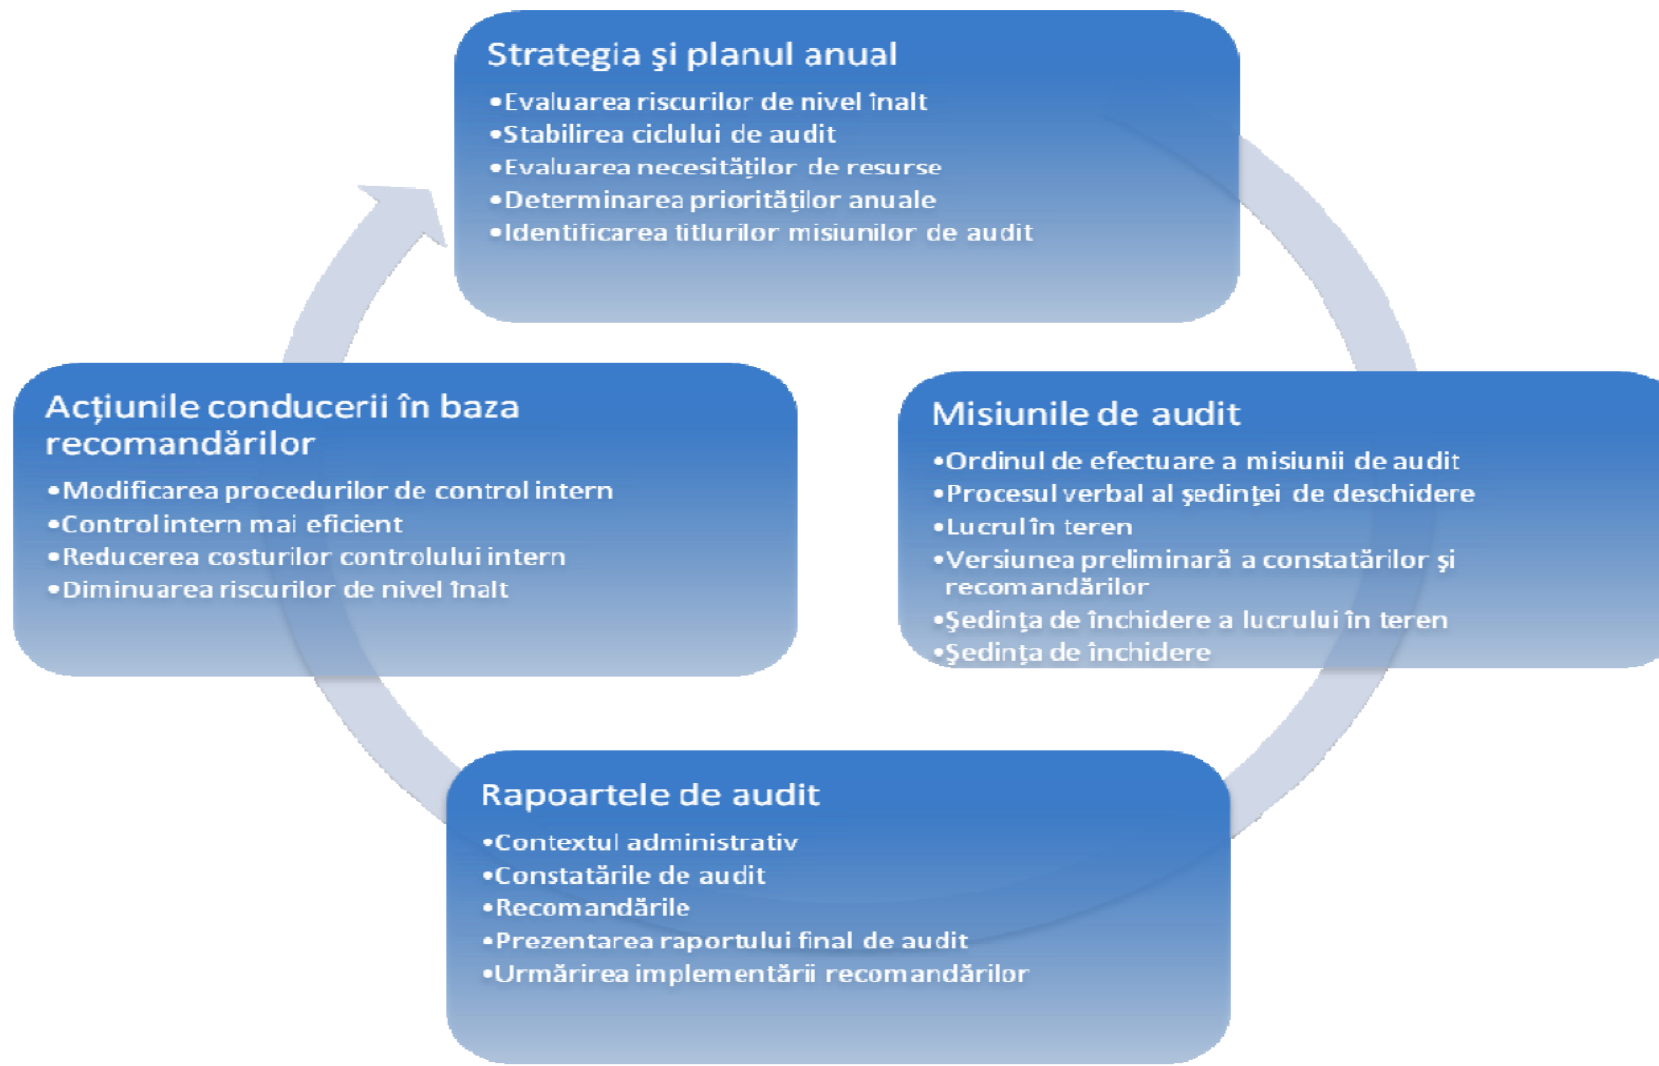 Strategia şi planul anual
•Evaluarea riscurilor de nivel înalt
•Stabilirea ciclului de audit
•Evaluarea necesităţilor de resurse
•Determinarea priorităţilor anuale
•Identificarea titlurilor misiunilor de audit
Misiunile de audit
•Ordinul de efectuare a misiunii de audit
•Procesul verbal al şedinţei de deschidere
•Lucrul în teren
•Versiunea preliminară a constatărilor şi
recomandărilor
•Şedinţa de închidere a lucrului în teren
•Şedinţa de închidere
Rapoartele de audit
•Contextul administrativ
•Constatările de audit
•Recomandările
•Prezentarea raportului final de audit
•Urmărirea implementării recomandărilor
Acţiunile conducerii în baza
recomandărilor
•Modificarea procedurilor de control intern
•Control intern mai eficient
•Reducerea costurilor controlului intern
•Diminuarea riscurilor de nivel înalt